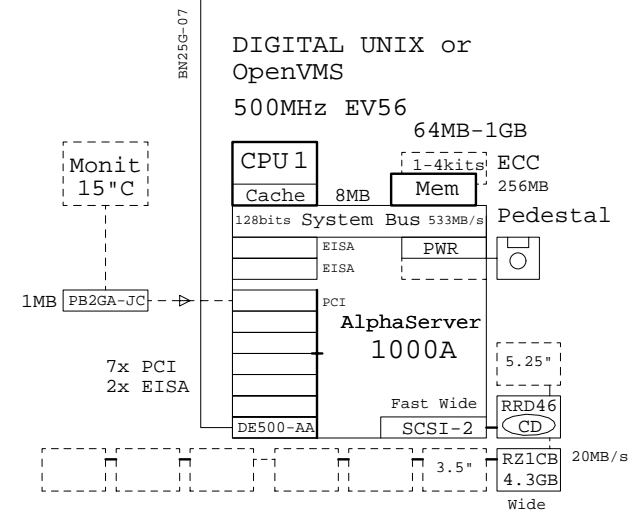 BN25G-07
DIGITAL UNIX or
OpenVMS
500MHz EV56
64MB-1GB
Monit
15"C
CPU 1
Cache
8MB
1-4kits
Mem
ECC
256MB
128bits System Bus 533MB/s
Pedestal
EISA
EISA
PWR
1MB
PB2GA-JC
PCI
AlphaServer
1000A
7x PCI
2x EISA
5.25"
Fast Wide
RRD46
DE500-AA
SCSI-2
CD
3.5"
RZ1CB
4.3GB
20MB/s
Wide